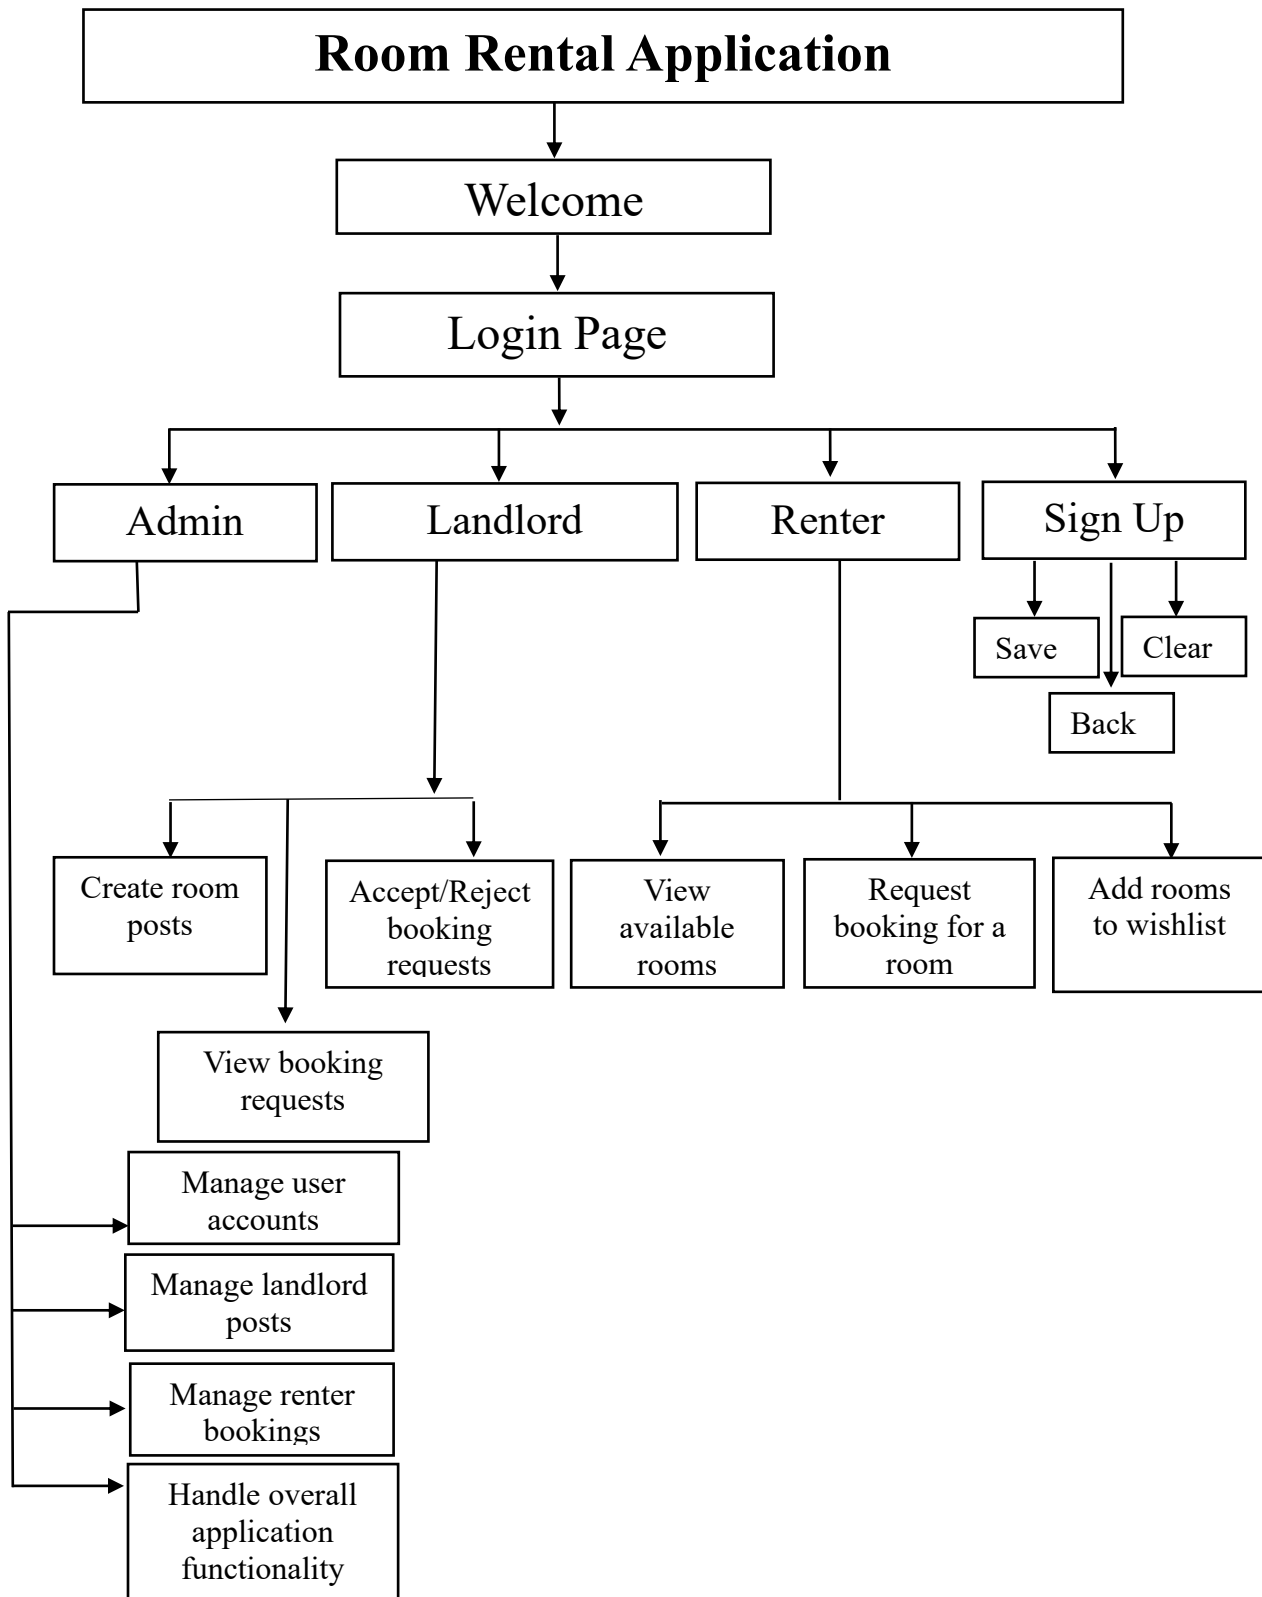 Room Rental Application
Welcome
Login Page
Admin
Landlord
Renter
Sign Up
Save
Clear
Back
Create room
posts
Accept/Reject
booking
requests
View
available
rooms
Request
booking for a
room
Add rooms
to wishlist
View booking
requests
Manage user
accounts
Manage landlord
posts
Manage renter
bookings
Handle overall
application
functionality